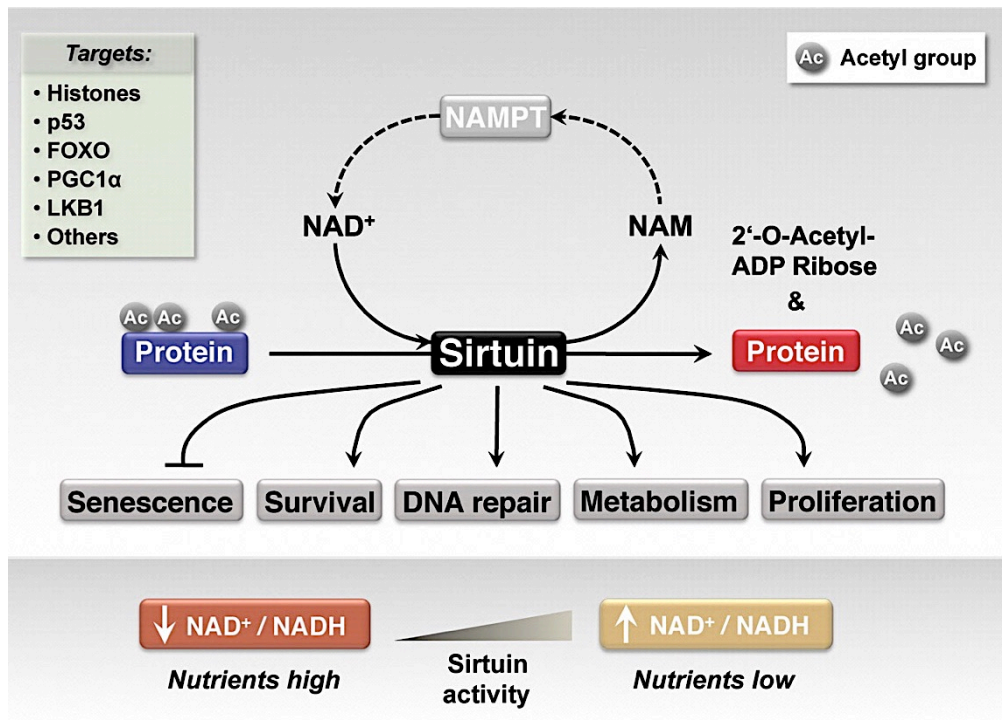 Targets:
• Histones
• p53
• FOXO
• PGC1α
• LKB1
• Others
Ac Acetyl group
NAMPT
NAD⁺
NAM
2‘-O-Acetyl-
ADP Ribose
&
Ac Ac Ac
Protein
Sirtuin
Protein
Ac
Ac
Ac
Senescence
Survival
DNA repair
Metabolism
Proliferation
↓ NAD⁺ / NADH
Nutrients high
Sirtuin
activity
↑ NAD⁺ / NADH
Nutrients low